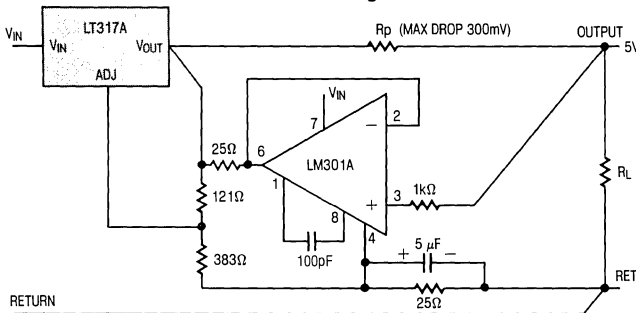 LT317A
VIN
VIN
VOUT
ADJ
Rp (MAX DROP 300mV)
OUTPUT
5V
VIN
7
2
−
25Ω
6
LM301A
RL
1
3
1kΩ
+
121Ω
8
4
100pF
+
5 μF
−
383Ω
25Ω
RET
RETURN